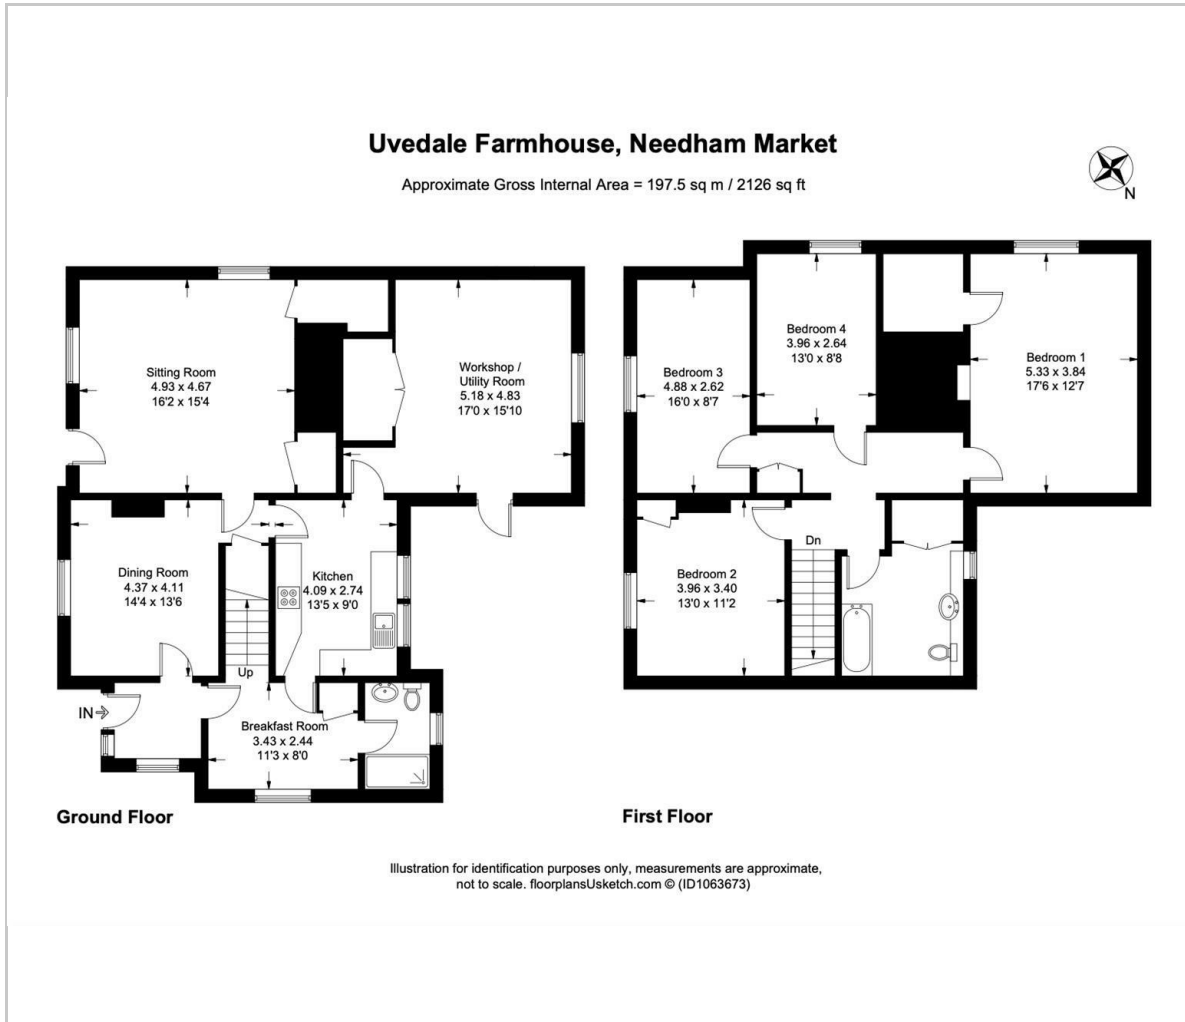 Uvedale Farmhouse, Needham Market
Approximate Gross Internal Area = 197.5 sq m / 2126 sq ft
N
Sitting Room
4.93 x 4.67
16'2 x 15'4
Workshop /
Utility Room
5.18 x 4.83
17'0 x 15'10
Dining Room
4.37 x 4.11
14'4 x 13'6
Kitchen
4.09 x 2.74
13'5 x 9'0
Up
IN
Breakfast Room
3.43 x 2.44
11'3 x 8'0
Ground Floor
Bedroom 3
4.88 x 2.62
16'0 x 8'7
Bedroom 4
3.96 x 2.64
13'0 x 8'8
Bedroom 1
5.33 x 3.84
17'6 x 12'7
Bedroom 2
3.96 x 3.40
13'0 x 11'2
Dn
First Floor
Illustration for identification purposes only, measurements are approximate,
not to scale. floorplansUsketch.com © (ID1063673)